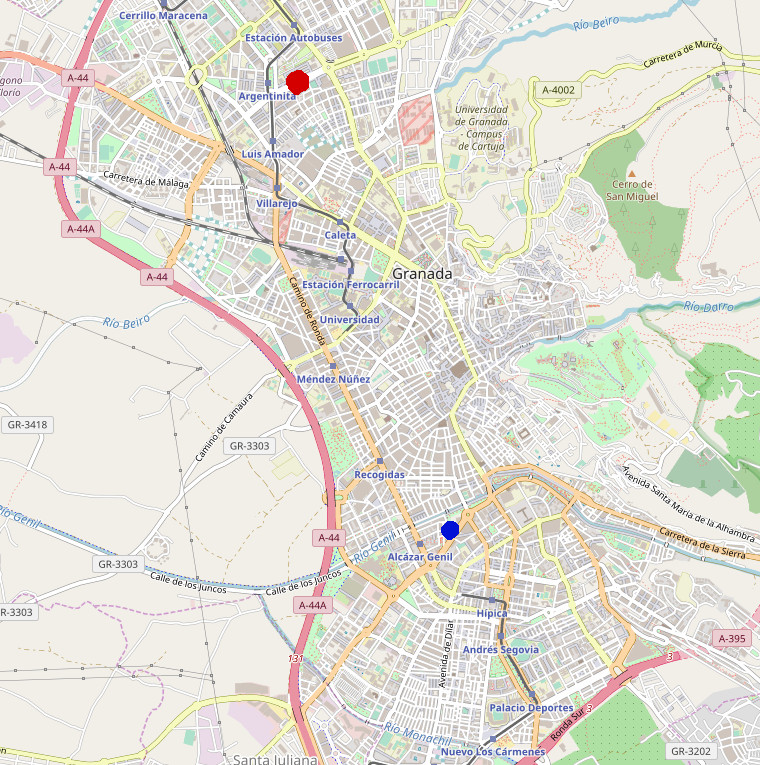 Cerrillo Maracena
Río Beiro
Estación Autobuses
Carretera de Murcia
A-44
A-4002
Argentinita
Universidad
de Granada
- Campus
de Cartuja
Luis Amador
A-44
Carretera de Málaga
Cerro de
San Miguel
Villarejo
A-44A
Caleta
A-44
Granada
Estación Ferrocarril
Camino de Ronda
Río Darro
Río Beiro
Universidad
Méndez Núñez
Camino de Camaura
GR-3418
GR-3303
Recogidas
Avenida Santa María de la Alhambra
Río Genil
A-44
Río Genil
Carretera de la Sierra
Alcázar Genil
GR-3303
Calle de los Juncos
Calle de los Juncos
A-44A
R-3303
Hípica
A-395
Avenida de Dílar
Andrés Segovia
131
3
Palacio Deportes
Ronda Sur
3
Río Monachil
Nuevo Los Cármenes
GR-3202
Santa Juliana